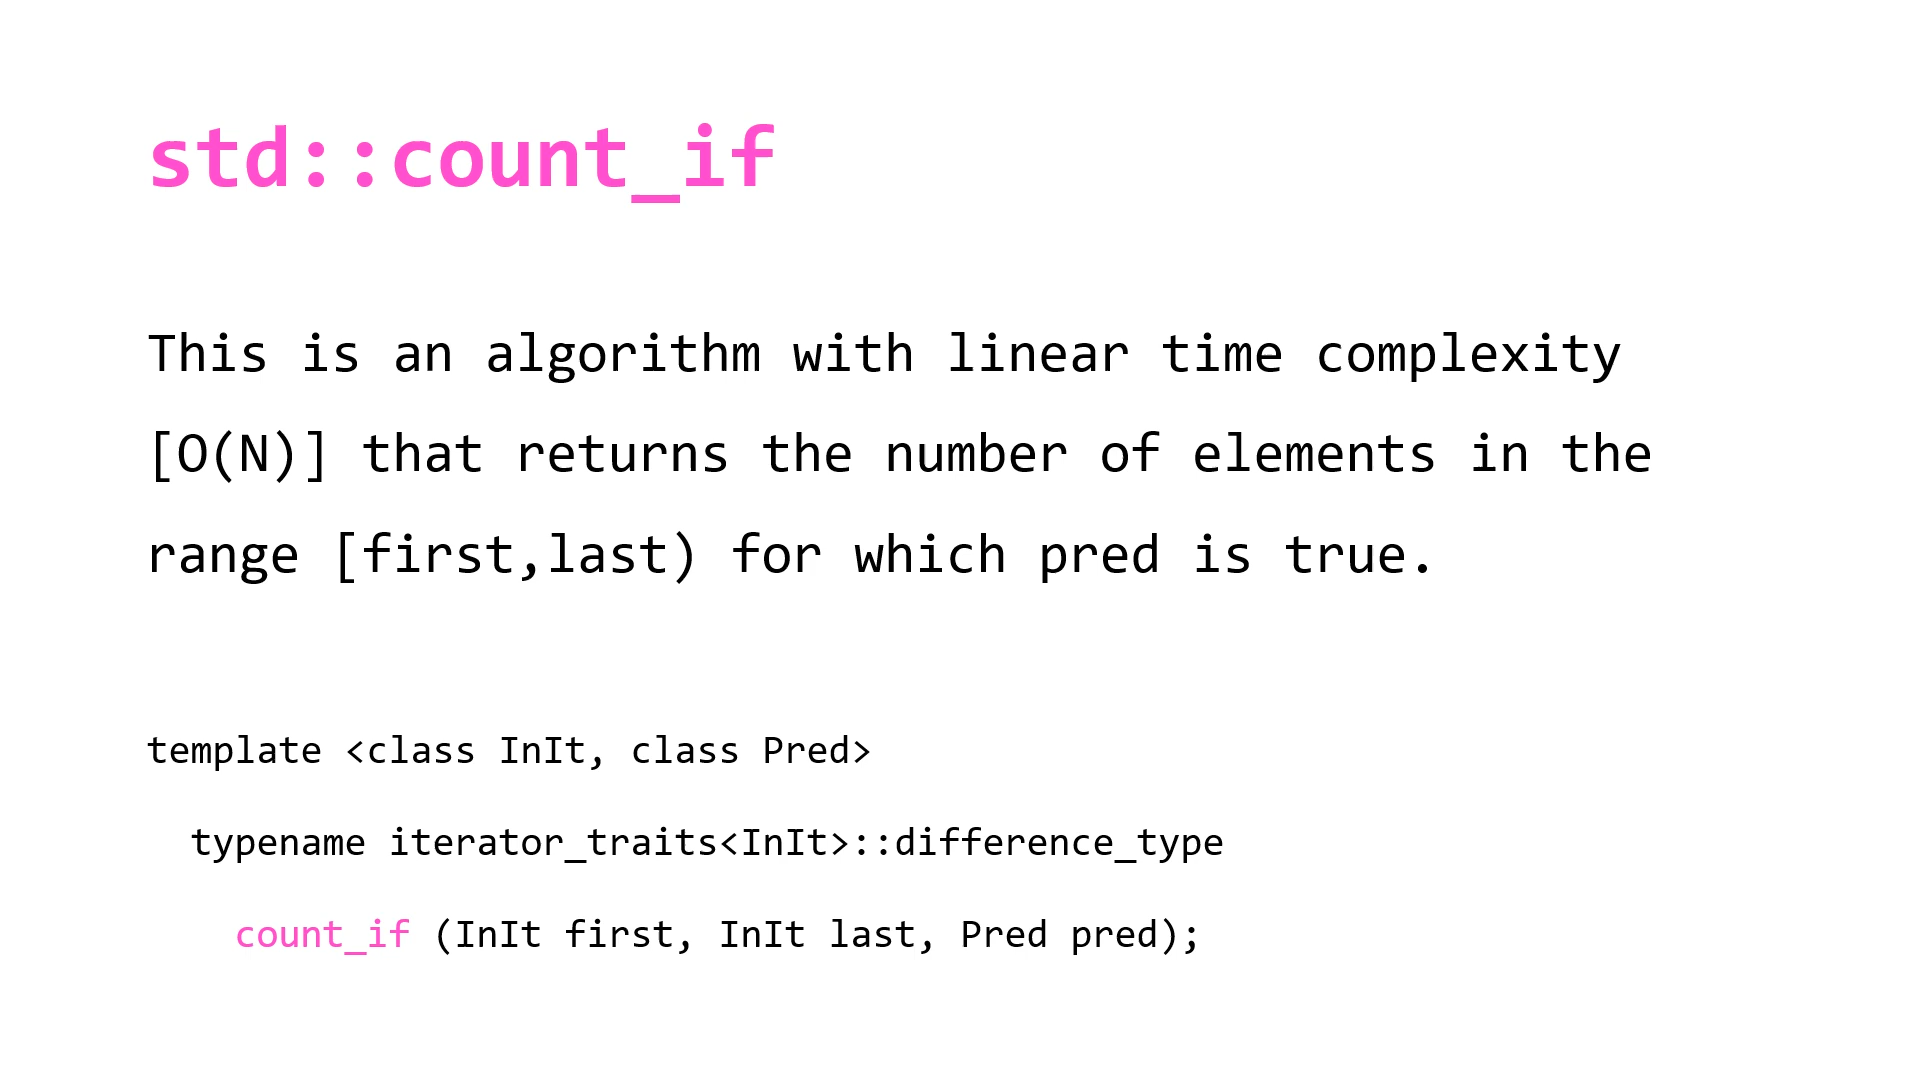 std::count_if
This is an algorithm with linear time complexity
[O(N)] that returns the number of elements in the
range [first,last) for which pred is true.
template <class InIt, class Pred>
typename iterator_traits<InIt>::difference_type
count_if (InIt first, InIt last, Pred pred);